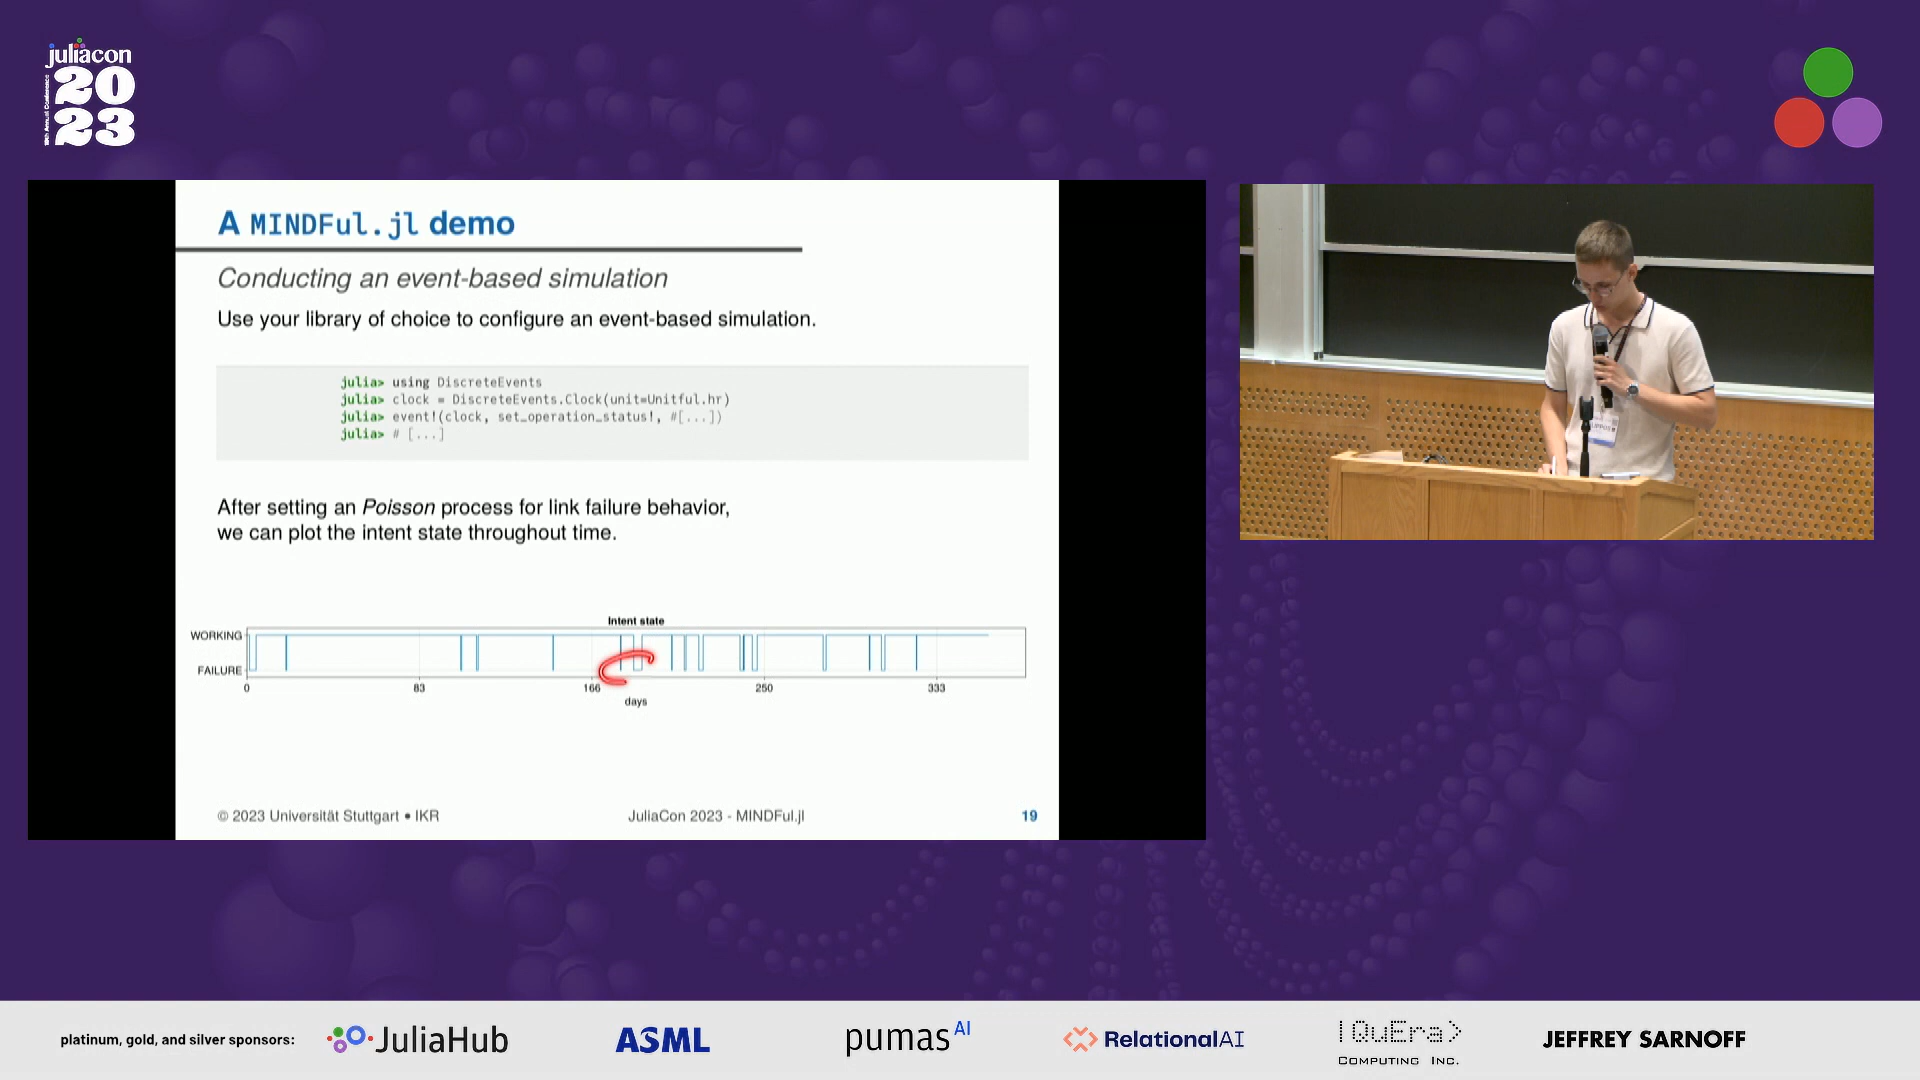 juliacon
20
23
A MINDFul.jl demo
Conducting an event-based simulation
Use your library of choice to configure an event-based simulation.
julia> using DiscreteEvents
julia> clock = DiscreteEvents.Clock(unit=Unitful.hr)
julia> event!(clock, set_operation_status!, #[...])
julia> # [...]
After setting an Poisson process for link failure behavior,
we can plot the intent state throughout time.
Intent state
WORKING
FAILURE
0 83 166 250 333
days
© 2023 Universität Stuttgart • IKR JuliaCon 2023 - MINDFul.jl 19
platinum, gold, and silver sponsors: JuliaHub ASML pumasAI RelationalAI |QuEra> JEFFREY SARNOFF
COMPUTING INC.